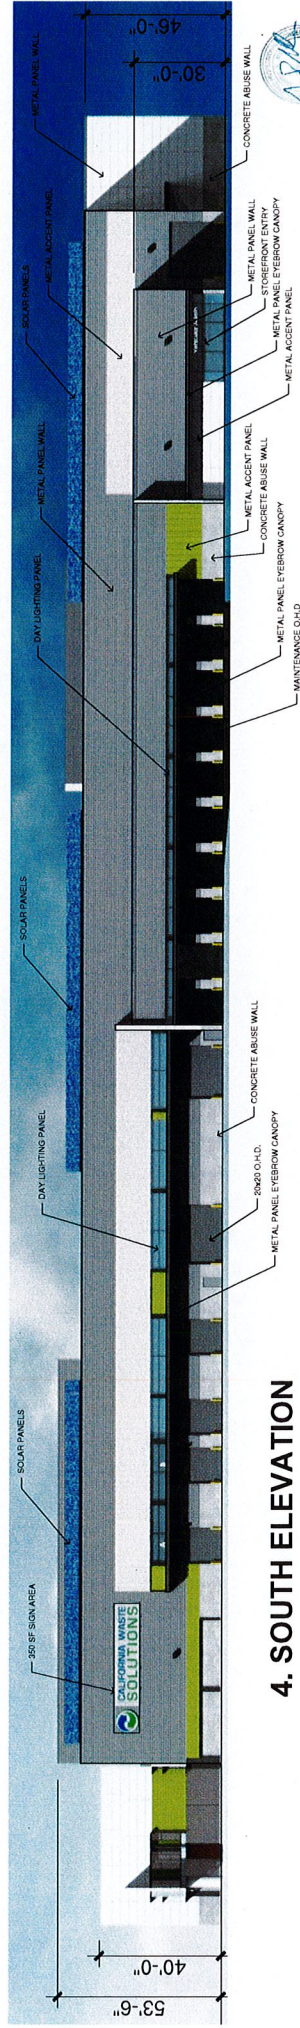 350 SF SIGN AREA
SOLAR PANELS
DAY LIGHTING PANEL
SOLAR PANELS
DAY LIGHTING PANEL
METAL PANEL WALL
SOLAR PANELS
METAL ACCENT PANEL
METAL PANEL WALL
53'-6"
40'-0"
46'-0"
30'-0"
CALIFORNIA WASTE
SOLUTIONS
METAL PANEL EYEBROW CANOPY
20x20 O.H.D.
CONCRETE ABUSE WALL
MAINTENANCE O.H.D
METAL PANEL EYEBROW CANOPY
CONCRETE ABUSE WALL
METAL ACCENT PANEL
METAL ACCENT PANEL
METAL PANEL EYEBROW CANOPY
STOREFRONT ENTRY
METAL PANEL WALL
CONCRETE ABUSE WALL
4. SOUTH ELEVATION